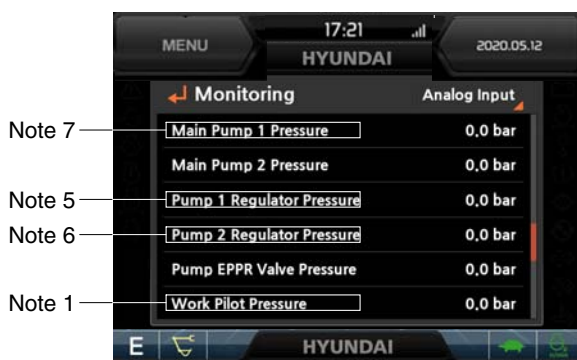 17:21
MENU
2020.05.12
HYUNDAI
Monitoring Analog Input
Note 7 Main Pump 1 Pressure 0.0 bar
Main Pump 2 Pressure 0.0 bar
Note 5 Pump 1 Regulator Pressure 0.0 bar
Note 6 Pump 2 Regulator Pressure 0.0 bar
Pump EPPR Valve Pressure 0.0 bar
Note 1 Work Pilot Pressure 0.0 bar
E HYUNDAI